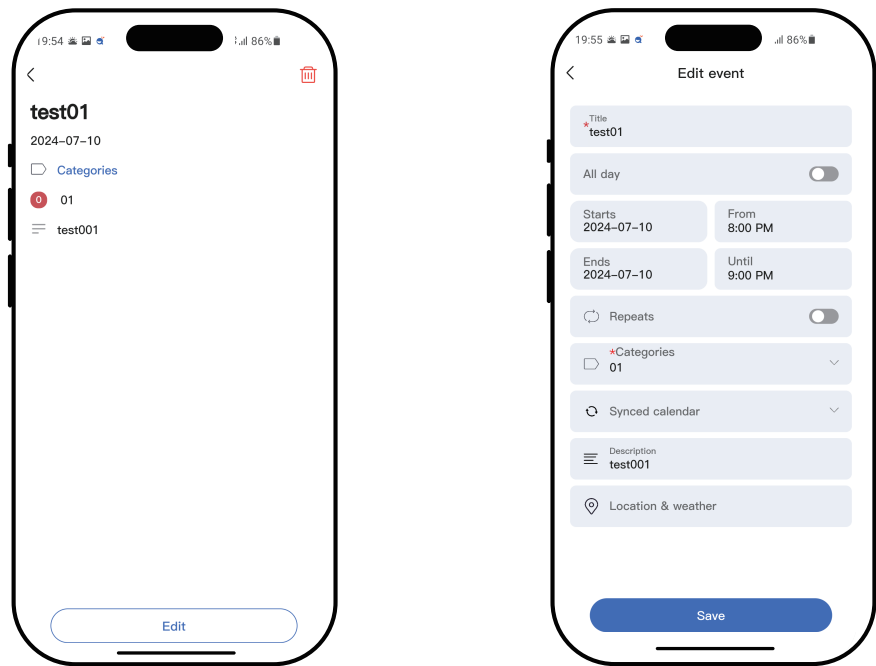 19:54
86%
test01
2024-07-10
Categories
0 01
test001
Edit
19:55
86%
Edit event
*Title
test01
All day
Starts
2024-07-10
From
8:00 PM
Ends
2024-07-10
Until
9:00 PM
Repeats
*Categories
01
Synced calendar
Description
test001
Location & weather
Save